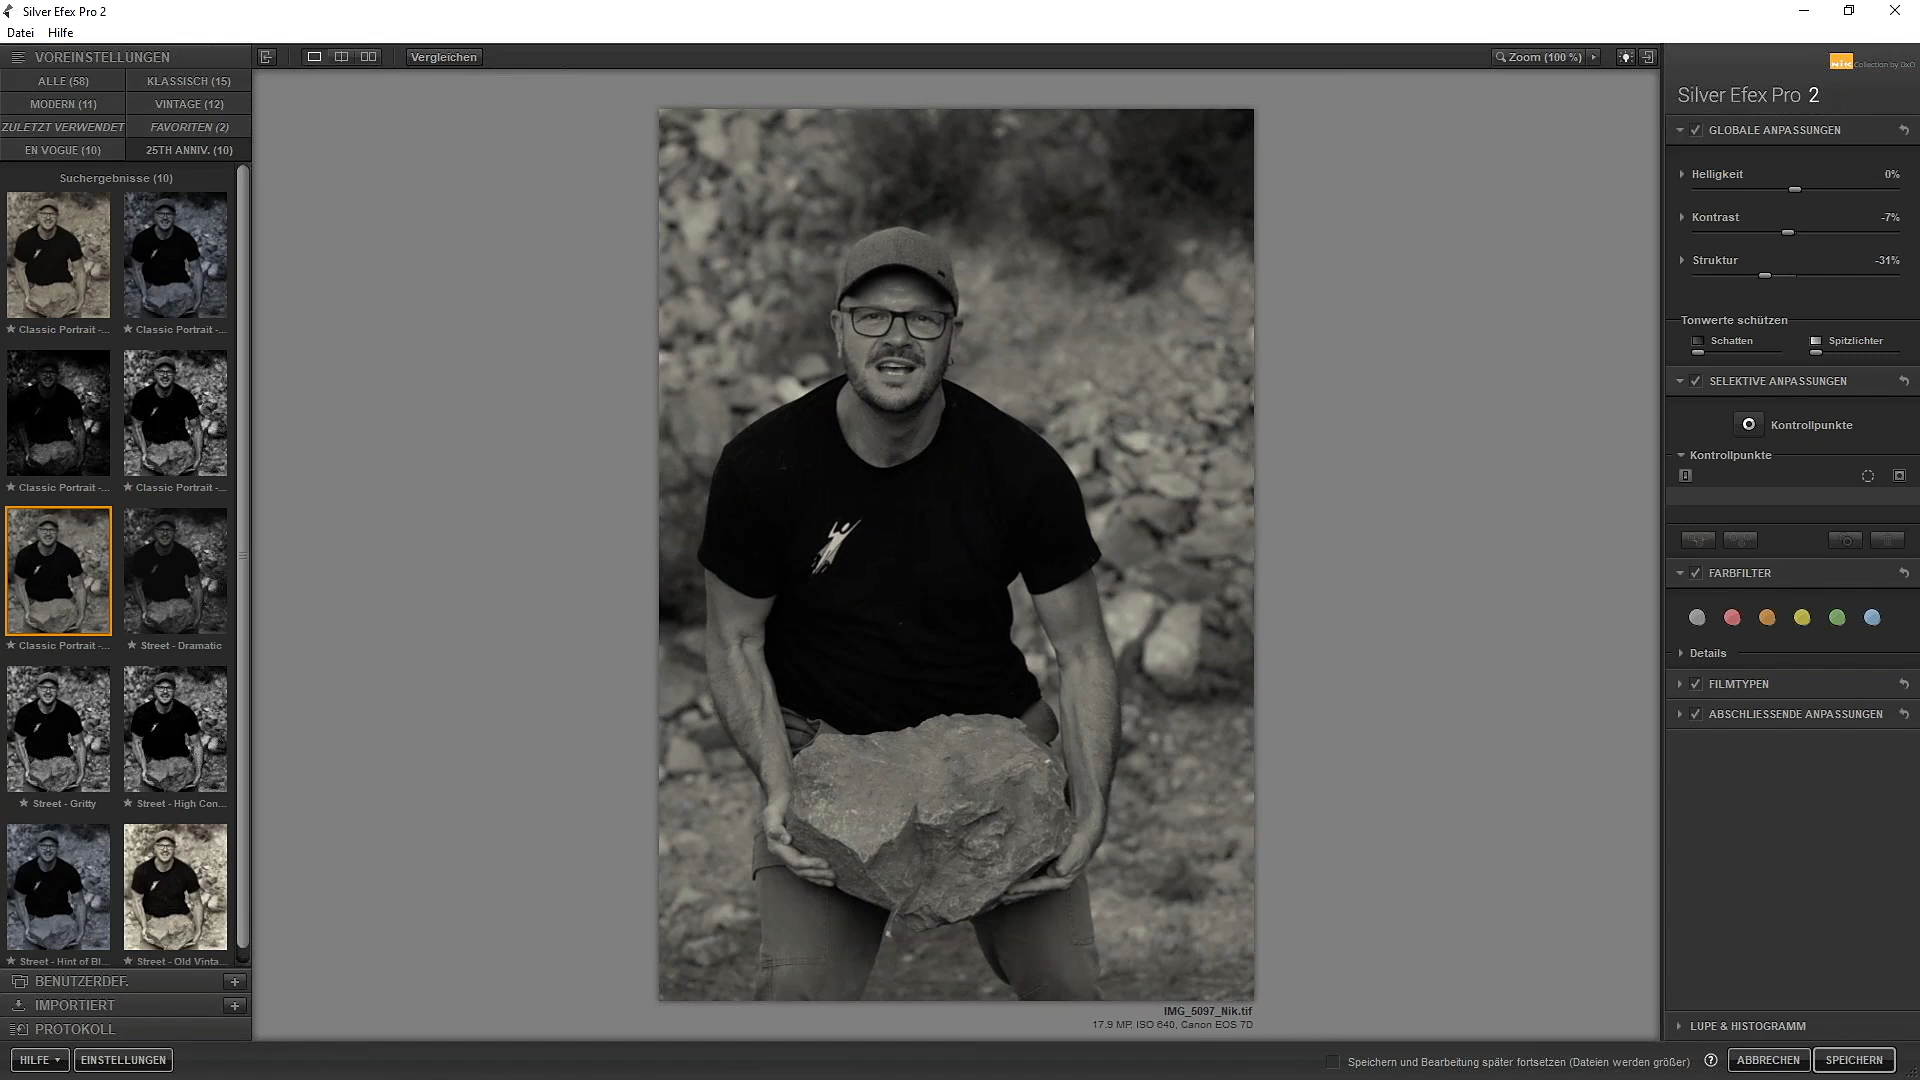 Silver Efex Pro 2
Datei Hilfe
VOREINSTELLUNGEN
Vergleichen
Zoom (100 %)
ALLE (58) KLASSISCH (15)
MODERN (11) VINTAGE (12)
ZULETZT VERWENDET FAVORITEN (2)
EN VOGUE (10) 25TH ANNIV. (10)
Suchergebnisse (10)
Classic Portrait -... Classic Portrait -...
Classic Portrait -... Classic Portrait -...
Classic Portrait -... Street - Dramatic
Street - Gritty Street - High Con...
Street - Hint of Bl... Street - Old Vinta...
BENUTZERDEF.
IMPORTIERT
PROTOKOLL
HILFE EINSTELLUNGEN
IMG_5097_Nik.tif
17.9 MP, ISO 640, Canon EOS 7D
Nik Collection by DxO
Silver Efex Pro 2
GLOBALE ANPASSUNGEN
Helligkeit 0%
Kontrast -7%
Struktur -31%
Tonwerte schützen
Schatten Spitzlichter
SELEKTIVE ANPASSUNGEN
Kontrollpunkte
Kontrollpunkte
FARBFILTER
Details
FILMTYPEN
ABSCHLIESSENDE ANPASSUNGEN
LUPE & HISTOGRAMM
Speichern und Bearbeitung später fortsetzen (Dateien werden größer) ? ABBRECHEN SPEICHERN